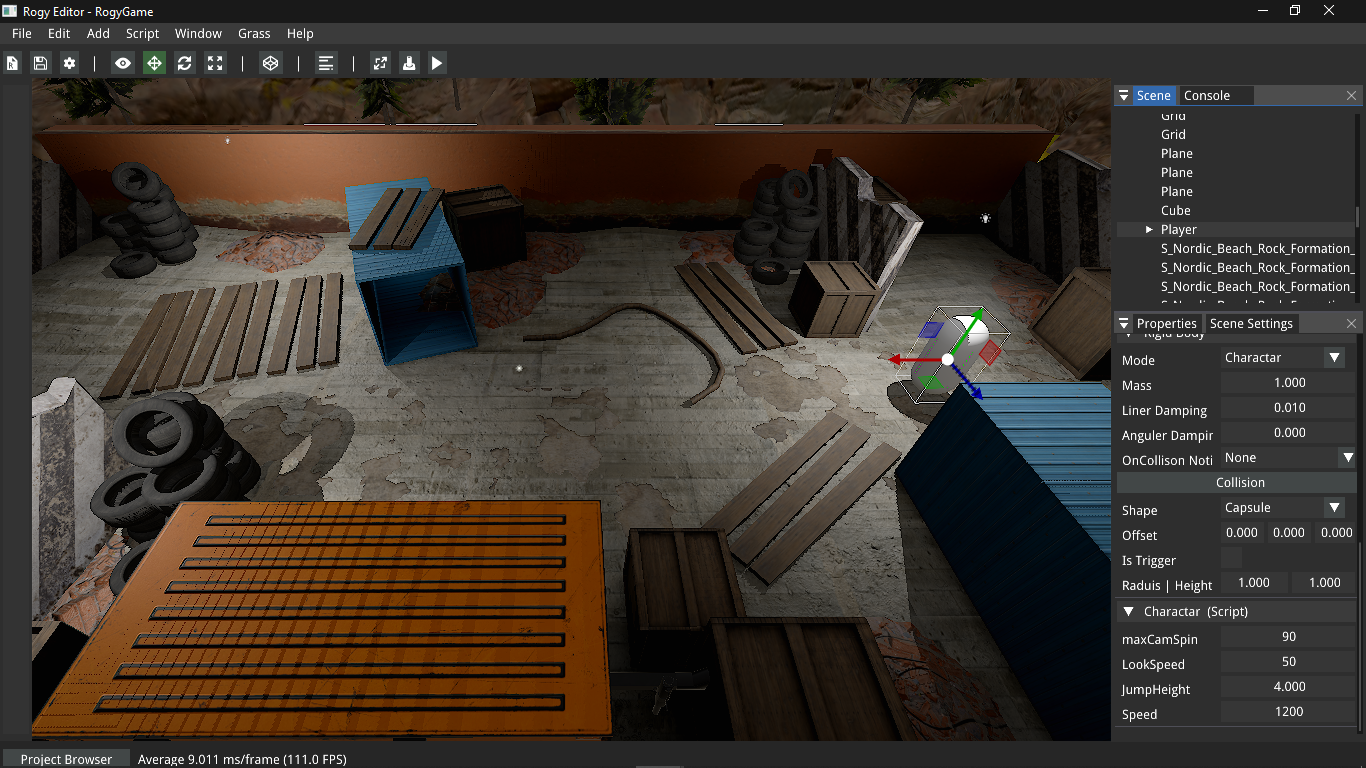 Rogy Editor - RogyGame
File Edit Add Script Window Grass Help
Scene Console
Grid
Grid
Plane
Plane
Plane
Cube
Player
S_Nordic_Beach_Rock_Formation_
S_Nordic_Beach_Rock_Formation_
S_Nordic_Beach_Rock_Formation_
Properties Scene Settings
Rigid Body
Mode Charactar
Mass 1.000
Liner Damping 0.010
Anguler Dampir 0.000
OnCollison Noti None
Collision
Shape Capsule
Offset 0.000 0.000 0.000
Is Trigger
Raduis | Height 1.000 1.000
Charactar (Script)
maxCamSpin 90
LookSpeed 50
JumpHeight 4.000
Speed 1200
Project Browser Average 9.011 ms/frame (111.0 FPS)